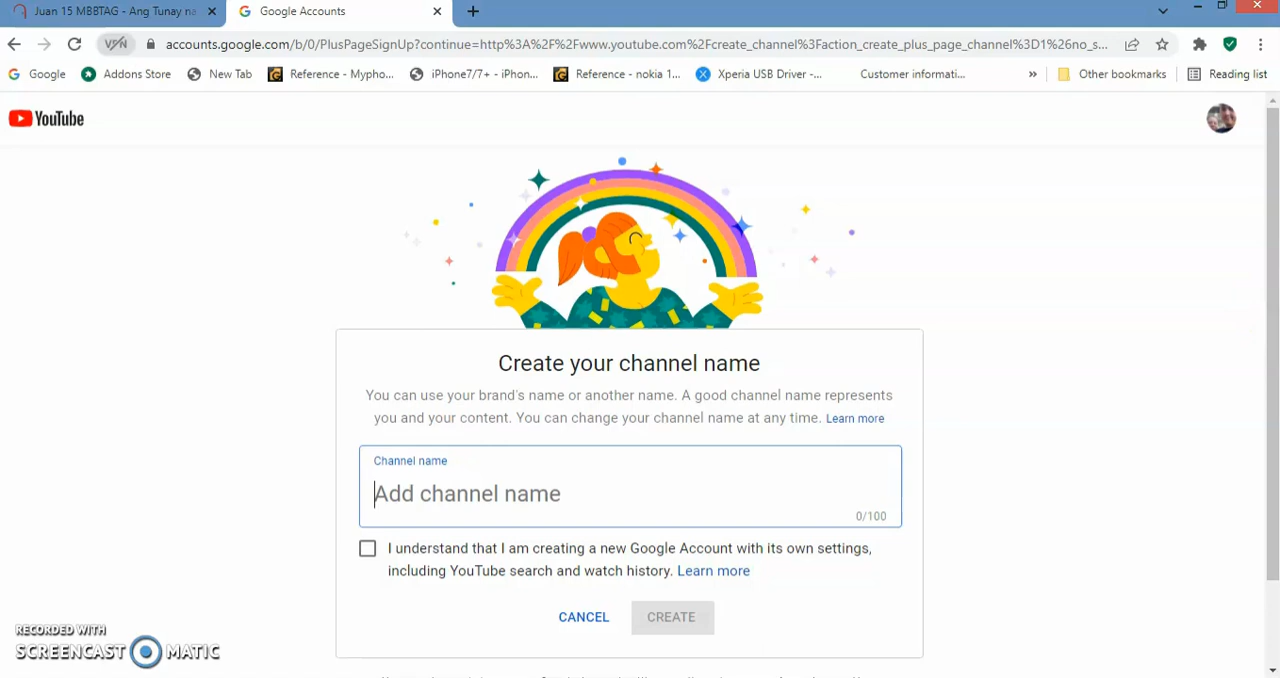 Juan 15 MBBTAG - Ang Tunay na
Google Accounts
VPN
accounts.google.com/b/0/PlusPageSignUp?continue=http%3A%2F%2Fwww.youtube.com%2Fcreate_channel%3Faction_create_plus_page_channel%3D1%26no_s...
Google
Addons Store
New Tab
Reference - Mypho...
iPhone7/7+ - iPhon...
Reference - nokia 1...
Xperia USB Driver -...
Customer informati...
»
Other bookmarks
Reading list
YouTube
Create your channel name
You can use your brand's name or another name. A good channel name represents
you and your content. You can change your channel name at any time. Learn more
Channel name
Add channel name
0/100
I understand that I am creating a new Google Account with its own settings,
including YouTube search and watch history. Learn more
CANCEL
CREATE
RECORDED WITH
SCREENCAST MATIC